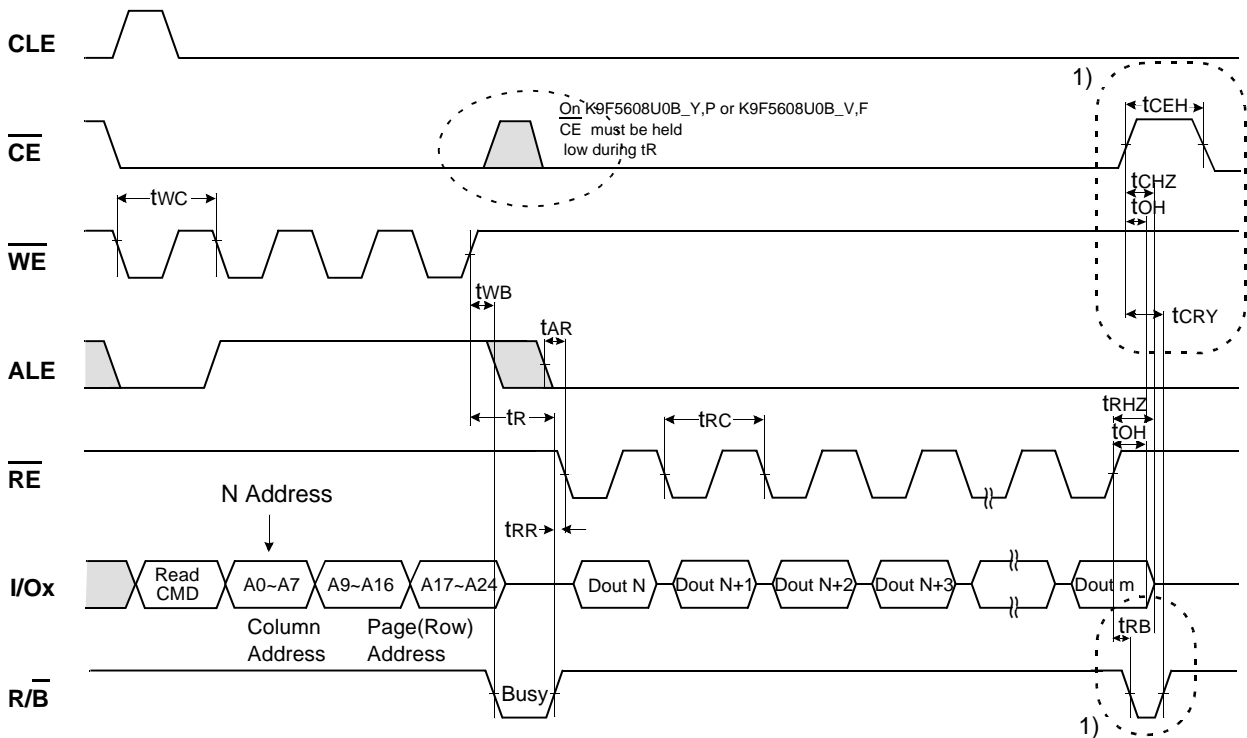 CLE
1)
tCEH
On K9F5608U0B_Y,P or K9F5608U0B_V,F
CE must be held
low during tR
CE
tCHZ
tOH
tWC
WE
tWB
tCRY
tAR
ALE
tR
tRC
tRHZ
tOH
RE
N Address
tRR
I/Ox
Read
CMD
A0~A7
A9~A16
A17~A24
Dout N
Dout N+1
Dout N+2
Dout N+3
Dout m
Column
Address
Page(Row)
Address
tRB
R/B
Busy
1)